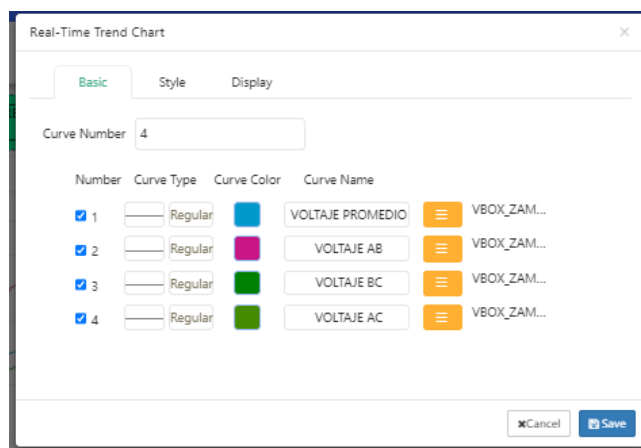 Real-Time Trend Chart
Basic Style Display
Curve Number 4
Number Curve Type Curve Color Curve Name
1 Regular VOLTAJE PROMEDIO VBOX_ZAM...
2 Regular VOLTAJE AB VBOX_ZAM...
3 Regular VOLTAJE BC VBOX_ZAM...
4 Regular VOLTAJE AC VBOX_ZAM...
Cancel Save